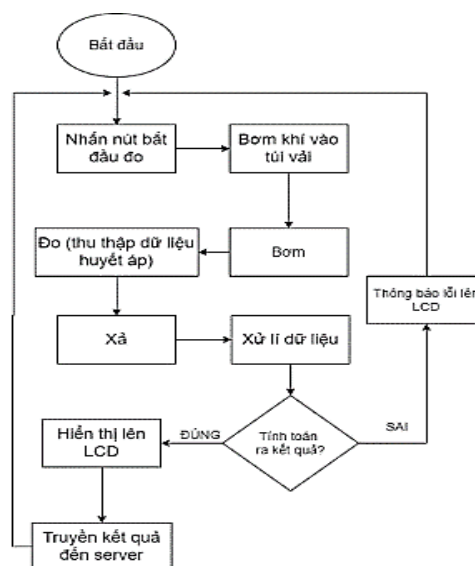 Bắt đầu
Nhấn nút bắt
đầu đo
Bơm khí vào
túi vải
Đo (thu thập dữ liệu
huyết áp)
Bơm
Thông báo lỗi lên
LCD
Xả
Xử lí dữ liệu
Hiển thị lên
LCD
ĐÚNG
Tính toán
ra kết quả?
SAI
Truyền kết quả
đến server